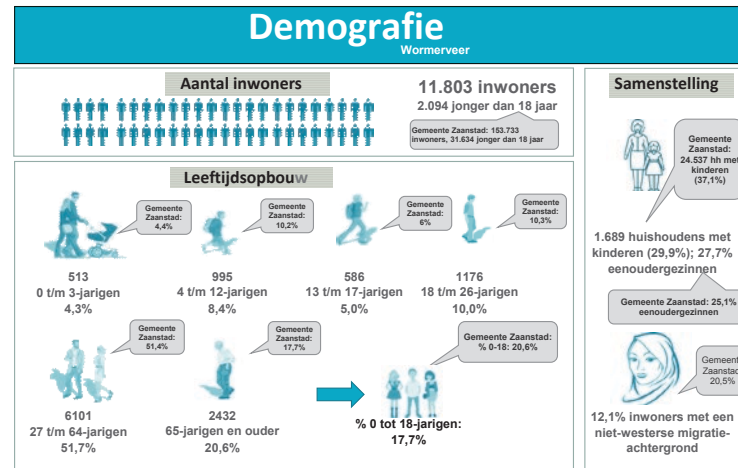 Demografie
Wormerveer
Aantal inwoners
11.803 inwoners
2.094 jonger dan 18 jaar
Gemeente Zaanstad: 153.733
inwoners, 31.634 jonger dan 18 jaar
Leeftijdsopbouw
Gemeente
Zaanstad:
4,4%
513
0 t/m 3-jarigen
4,3%
Gemeente
Zaanstad:
10,2%
995
4 t/m 12-jarigen
8,4%
Gemeente
Zaanstad:
6%
586
13 t/m 17-jarigen
5,0%
Gemeente
Zaanstad:
10,3%
1176
18 t/m 26-jarigen
10,0%
Gemeente
Zaanstad:
51,4%
6101
27 t/m 64-jarigen
51,7%
Gemeente
Zaanstad:
17,7%
2432
65-jarigen en ouder
20,6%
Gemeente Zaanstad:
% 0-18: 20,6%
% 0 tot 18-jarigen:
17,7%
Samenstelling
Gemeente
Zaanstad:
24.537 hh met
kinderen
(37,1%)
1.689 huishoudens met
kinderen (29,9%); 27,7%
eenoudergezinnen
Gemeente Zaanstad: 25,1%
eenoudergezinnen
Gemeent
Zaanstad
20,5%
12,1% inwoners met een
niet-westerse migratie-
achtergrond